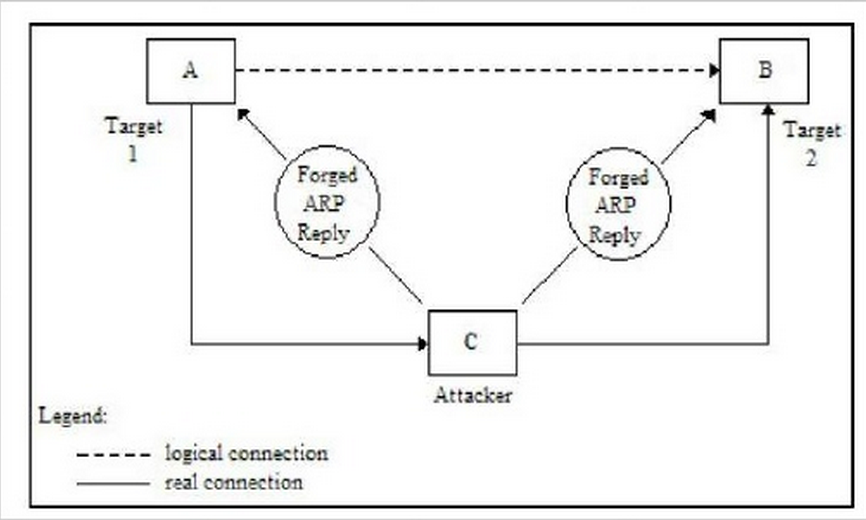 A
B
Target
1
Target
2
Forged
ARP
Reply
Forged
ARP
Reply
C
Attacker
Legend:
logical connection
real connection